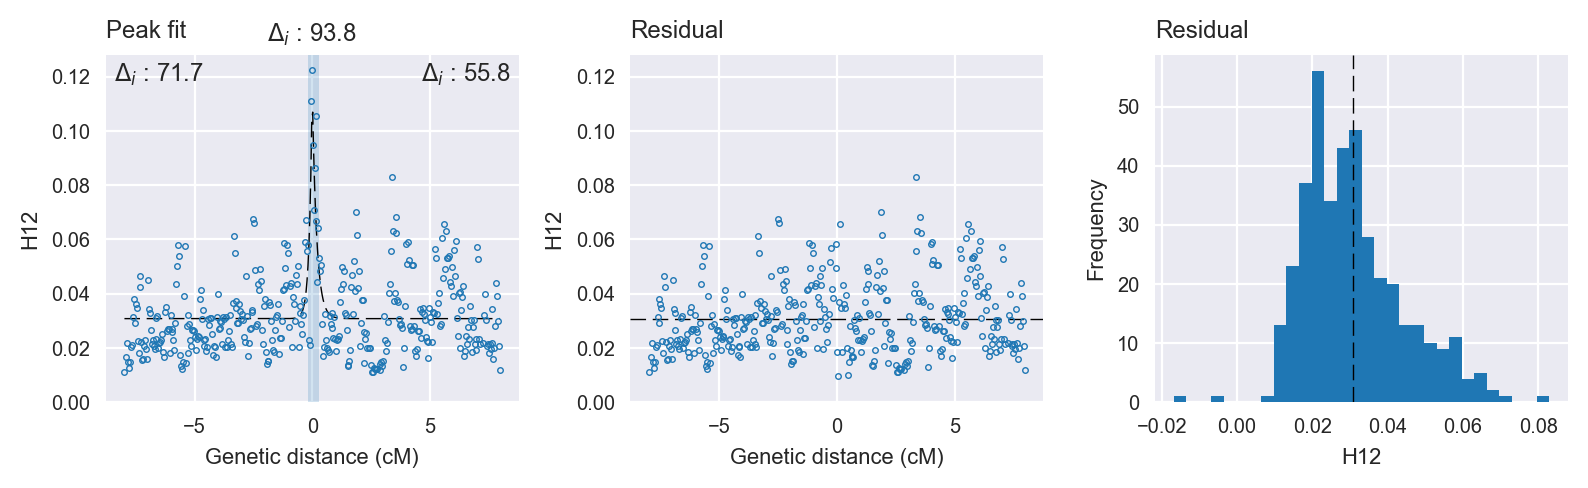 Peak fit
Δi : 93.8
Δi : 71.7
Δi : 55.8
0.12
0.10
0.08
0.06
0.04
0.02
0.00
H12
−5
0
5
Genetic distance (cM)
Residual
0.12
0.10
0.08
0.06
0.04
0.02
0.00
H12
−5
0
5
Genetic distance (cM)
Residual
50
40
30
20
10
0
Frequency
−0.02
0.00
0.02
0.04
0.06
0.08
H12